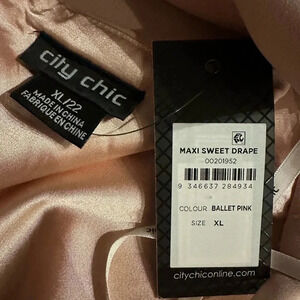 city chic
XL/22
MADE IN CHINA
FABRIQUE EN CHINE
MAXI SWEET DRAPE
00201952
9 346637 284934
COLOUR BALLET PINK
SIZE XL
citychiconline.com